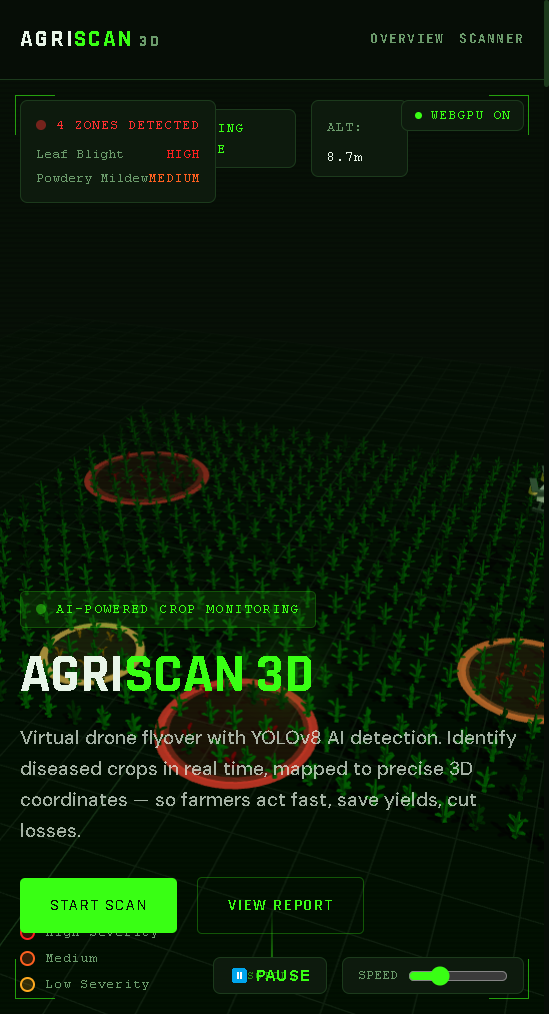 AGRISCAN 3D
OVERVIEW SCANNER
4 ZONES DETECTED
Leaf Blight HIGH
Powdery Mildew MEDIUM
ING
E
ALT:
8.7m
WEBGPU ON
AI-POWERED CROP MONITORING
AGRISCAN 3D
Virtual drone flyover with YOLOv8 AI detection. Identify
diseased crops in real time, mapped to precise 3D
coordinates — so farmers act fast, save yields, cut
losses.
START SCAN
VIEW REPORT
High Severity
Medium
Low Severity
PAUSE
SPEED